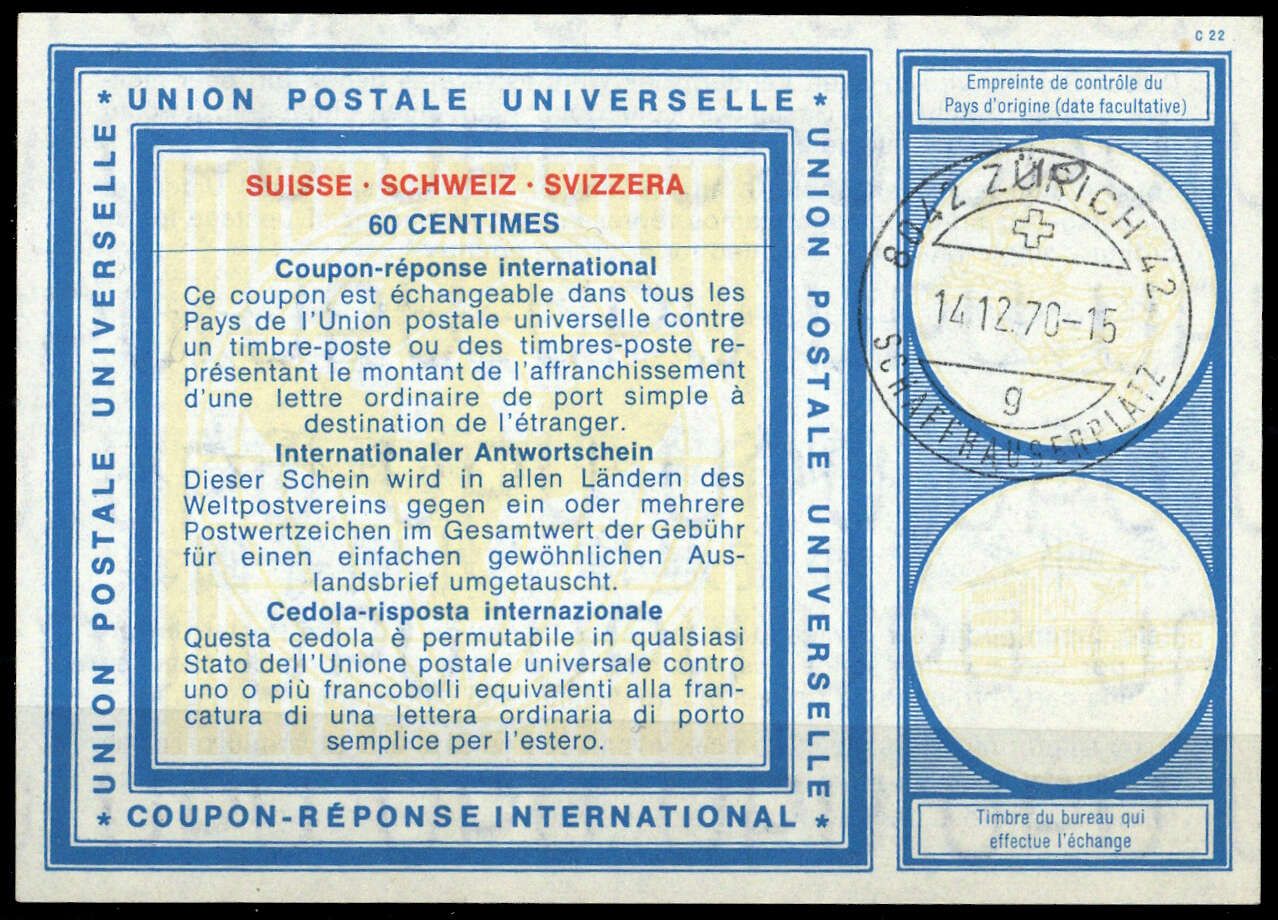 C 22
* UNION POSTALE UNIVERSELLE *
UNION POSTALE UNIVERSELLE
UNION POSTALE UNIVERSELLE
SUISSE · SCHWEIZ · SVIZZERA
60 CENTIMES
Coupon-réponse international
Ce coupon est échangeable dans tous les
Pays de l'Union postale universelle contre
un timbre-poste ou des timbres-poste re-
présentant le montant de l'affranchissement
d'une lettre ordinaire de port simple à
destination de l'étranger.
Internationaler Antwortschein
Dieser Schein wird in allen Ländern des
Weltpostvereins gegen ein oder mehrere
Postwertzeichen im Gesamtwert der Gebühr
für einen einfachen gewöhnlichen Aus-
landsbrief umgetauscht.
Cedola-risposta internazionale
Questa cedola è permutabile in qualsiasi
Stato dell'Unione postale universale contro
uno o più francobolli equivalenti alla fran-
catura di una lettera ordinaria di porto
semplice per l'estero.
* COUPON-RÉPONSE INTERNATIONAL *
Empreinte de contrôle du
Pays d'origine (date facultative)
8042 ZÜRICH 42
14.12.70-15
g
SCHAFFHAUSERPLATZ
Timbre du bureau qui
effectue l'échange